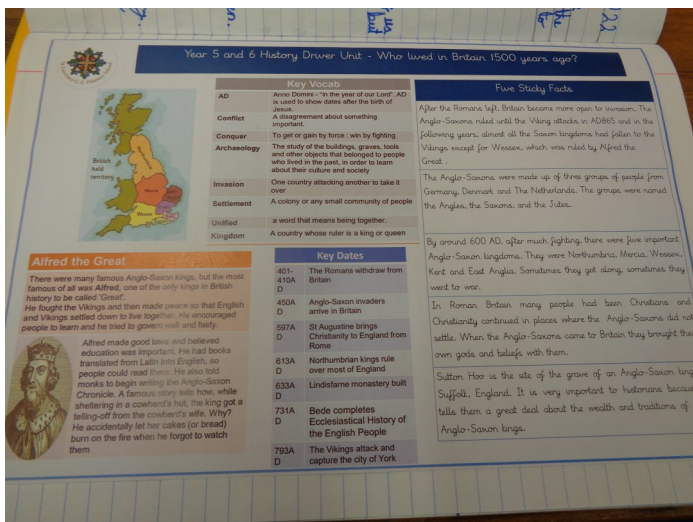 Year 5 and 6 History Driver Unit - Who lived in Britain 1500 years ago?
British
held
territory
Mercia
Wessex
Key Vocab
AD
Anno Domini - "in the year of our Lord". AD
is used to show dates after the birth of
Jesus.
Conflict
A disagreement about something
important.
Conquer
To get or gain by force : win by fighting
Archaeology
The study of the buildings, graves, tools
and other objects that belonged to people
who lived in the past, in order to learn
about their culture and society
Invasion
One country attacking another to take it
over
Settlement
A colony or any small community of people
Unified
a word that means being together.
Kingdom
A country whose ruler is a king or queen
Alfred the Great
There were many famous Anglo-Saxon kings, but the most
famous of all was Alfred, one of the only kings in British
history to be called 'Great'.
He fought the Vikings and then made peace so that English
and Vikings settled down to live together. He encouraged
people to learn and he tried to govern well and fairly.
Alfred made good laws and believed
education was important. He had books
translated from Latin into English, so
people could read them. He also told
monks to begin writing the Anglo-Saxon
Chronicle. A famous story tells how, while
sheltering in a cowherd's hut, the king got a
telling-off from the cowherd's wife. Why?
He accidentally let her cakes (or bread)
burn on the fire when he forgot to watch
them
Key Dates
401-
410A
D
The Romans withdraw from
Britain
450A
D
Anglo-Saxon invaders
arrive in Britain
597A
D
St Augustine brings
Christianity to England from
Rome
613A
D
Northumbrian kings rule
over most of England
633A
D
Lindisfarne monastery built
731A
D
Bede completes
Ecclesiastical History of
the English People
793A
D
The Vikings attack and
capture the city of York
Five Sticky Facts
After the Romans left, Britain became more open to invasion. The
Anglo-Saxons ruled until the Viking attacks in AD865 and in the
following years, almost all the Saxon kingdoms had fallen to the
Vikings except for Wessex, which was ruled by Alfred the
Great .
The Anglo-Saxons were made up of three groups of people from
Germany, Denmark and The Netherlands. The groups were named
the Angles, the Saxons, and the Jutes.
By around 600 AD, after much fighting, there were five important
Anglo-Saxon kingdoms. They were Northumbria, Mercia, Wessex,
Kent and East Anglia. Sometimes they got along, sometimes they
went to war.
In Roman Britain many people had been Christians and
Christianity continued in places where the Anglo-Saxons did not
settle. When the Anglo-Saxons came to Britain they brought their
own gods and beliefs with them.
Sutton Hoo is the site of the grave of an Anglo-Saxon king
Suffolk, England. It is very important to historians because
tells them a great deal about the wealth and traditions of
Anglo-Saxon kings.